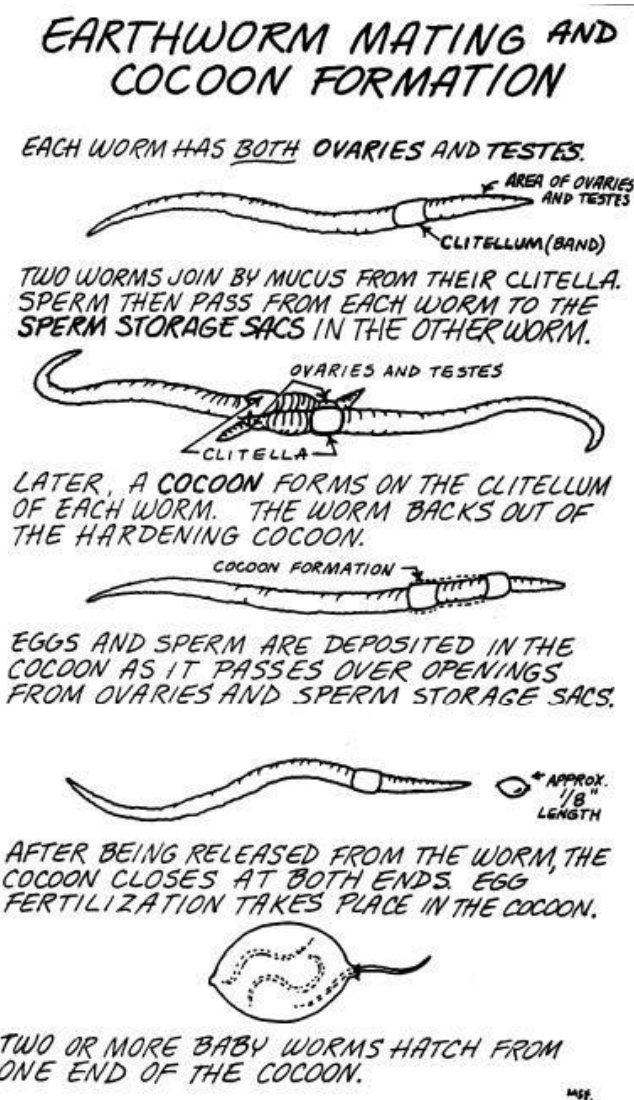 EARTHWORM MATING AND
COCOON FORMATION
EACH WORM HAS BOTH OVARIES AND TESTES.
AREA OF OVARIES
AND TESTES
CLITELLUM (BAND)
TWO WORMS JOIN BY MUCUS FROM THEIR CLITELLA.
SPERM THEN PASS FROM EACH WORM TO THE
SPERM STORAGE SACS IN THE OTHER WORM.
OVARIES AND TESTES
CLITELLA
LATER, A COCOON FORMS ON THE CLITELLUM
OF EACH WORM. THE WORM BACKS OUT OF
THE HARDENING COCOON.
COCOON FORMATION
EGGS AND SPERM ARE DEPOSITED IN THE
COCOON AS IT PASSES OVER OPENINGS
FROM OVARIES AND SPERM STORAGE SACS.
APPROX.
1/8"
LENGTH
AFTER BEING RELEASED FROM THE WORM, THE
COCOON CLOSES AT BOTH ENDS. EGG
FERTILIZATION TAKES PLACE IN THE COCOON.
TWO OR MORE BABY WORMS HATCH FROM
ONE END OF THE COCOON.